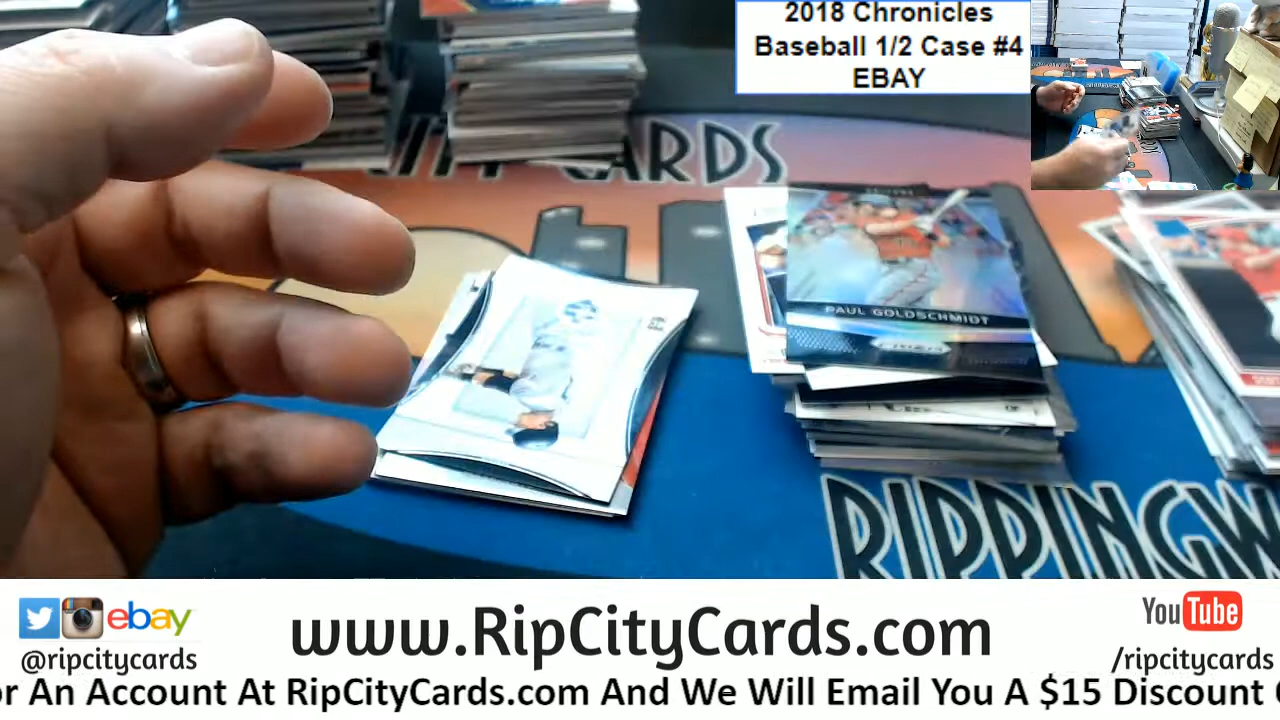 2018 Chronicles
Baseball 1/2 Case #4
EBAY
CARDS
PAUL GOLDSCHMIDT
RIPPINGW
ebay
www.RipCityCards.com
YouTube
@ripcitycards
/ripcitycards
or An Account At RipCityCards.com And We Will Email You A $15 Discount